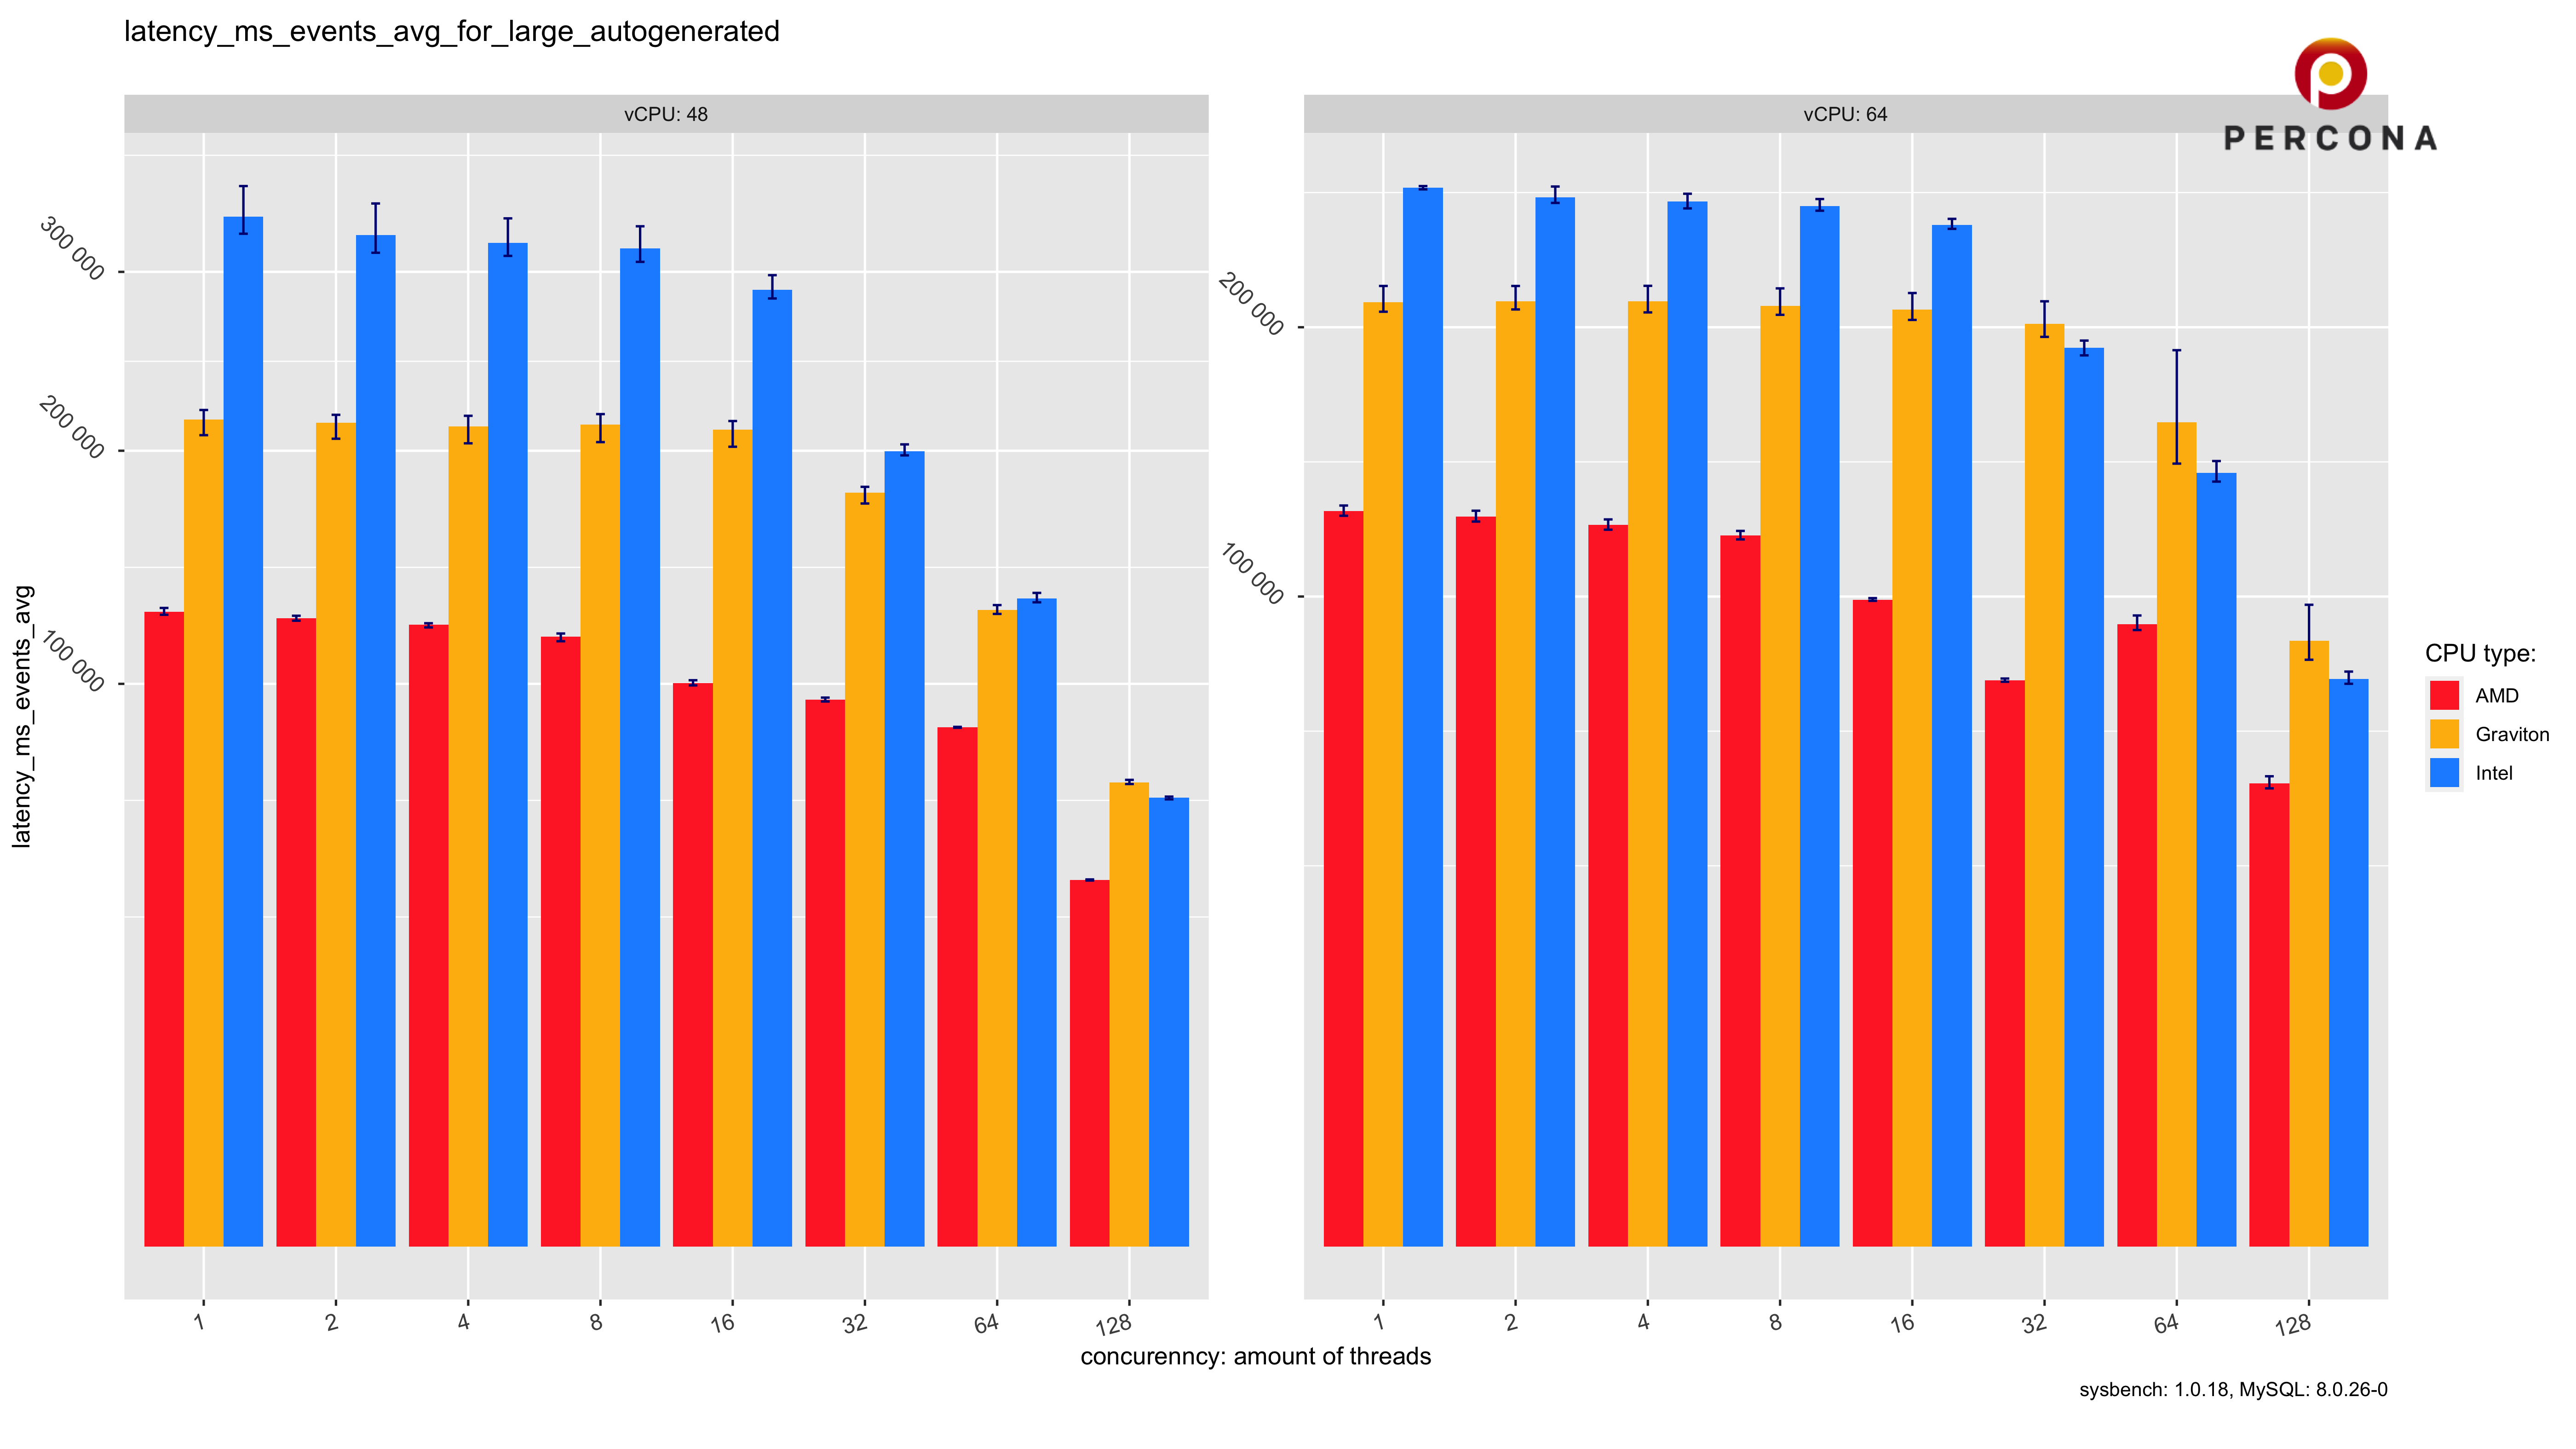 latency_ms_events_avg_for_large_autogenerated
PERCONA
vCPU: 48
vCPU: 64
latency_ms_events_avg
300 000
200 000
100 000
200 000
100 000
1 2 4 8 16 32 64 128
1 2 4 8 16 32 64 128
concurenncy: amount of threads
CPU type:
AMD
Graviton
Intel
sysbench: 1.0.18, MySQL: 8.0.26-0